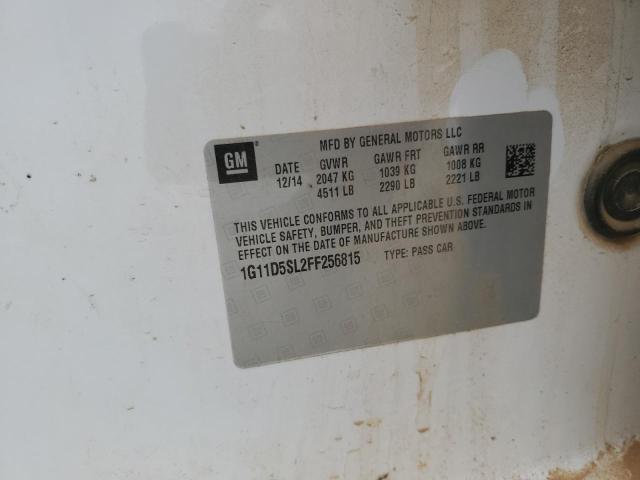 MFD BY GENERAL MOTORS LLC
GM
DATE GVWR GAWR FRT GAWR RR
12/14 2047 KG 1039 KG 1008 KG
4511 LB 2290 LB 2221 LB
THIS VEHICLE CONFORMS TO ALL APPLICABLE U.S. FEDERAL MOTOR
VEHICLE SAFETY, BUMPER, AND THEFT PREVENTION STANDARDS IN
EFFECT ON THE DATE OF MANUFACTURE SHOWN ABOVE.
1G11D5SL2FF256815 TYPE: PASS CAR